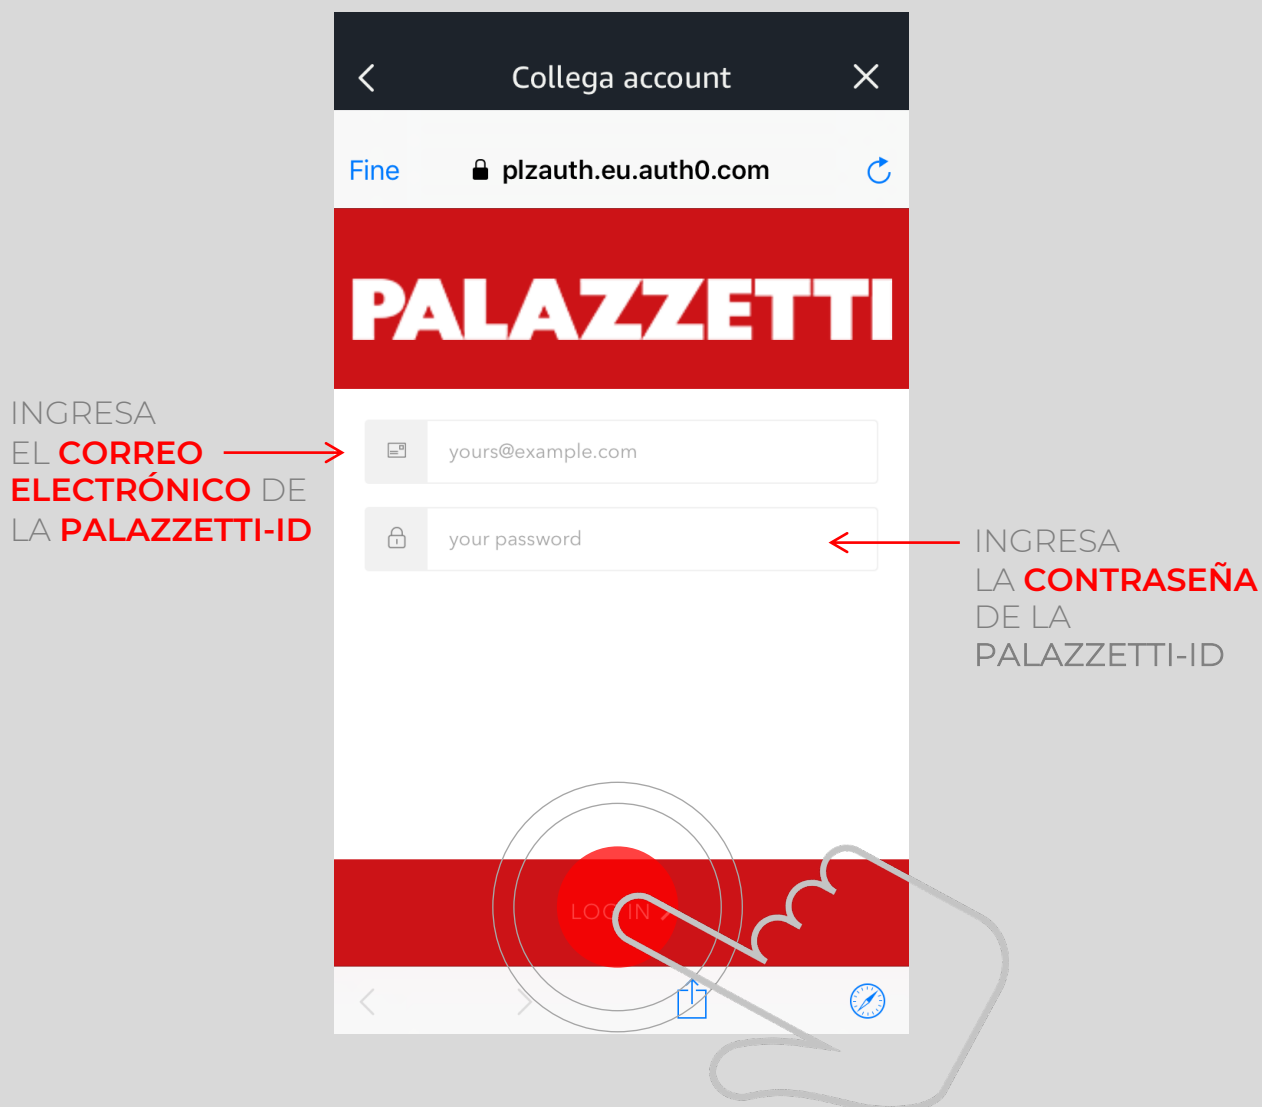 Collega account
Fine
plzauth.eu.auth0.com
PALAZZETTI
INGRESA
EL CORREO
ELECTRÓNICO DE
LA PALAZZETTI-ID
yours@example.com
your password
INGRESA
LA CONTRASEÑA
DE LA
PALAZZETTI-ID
LOG IN